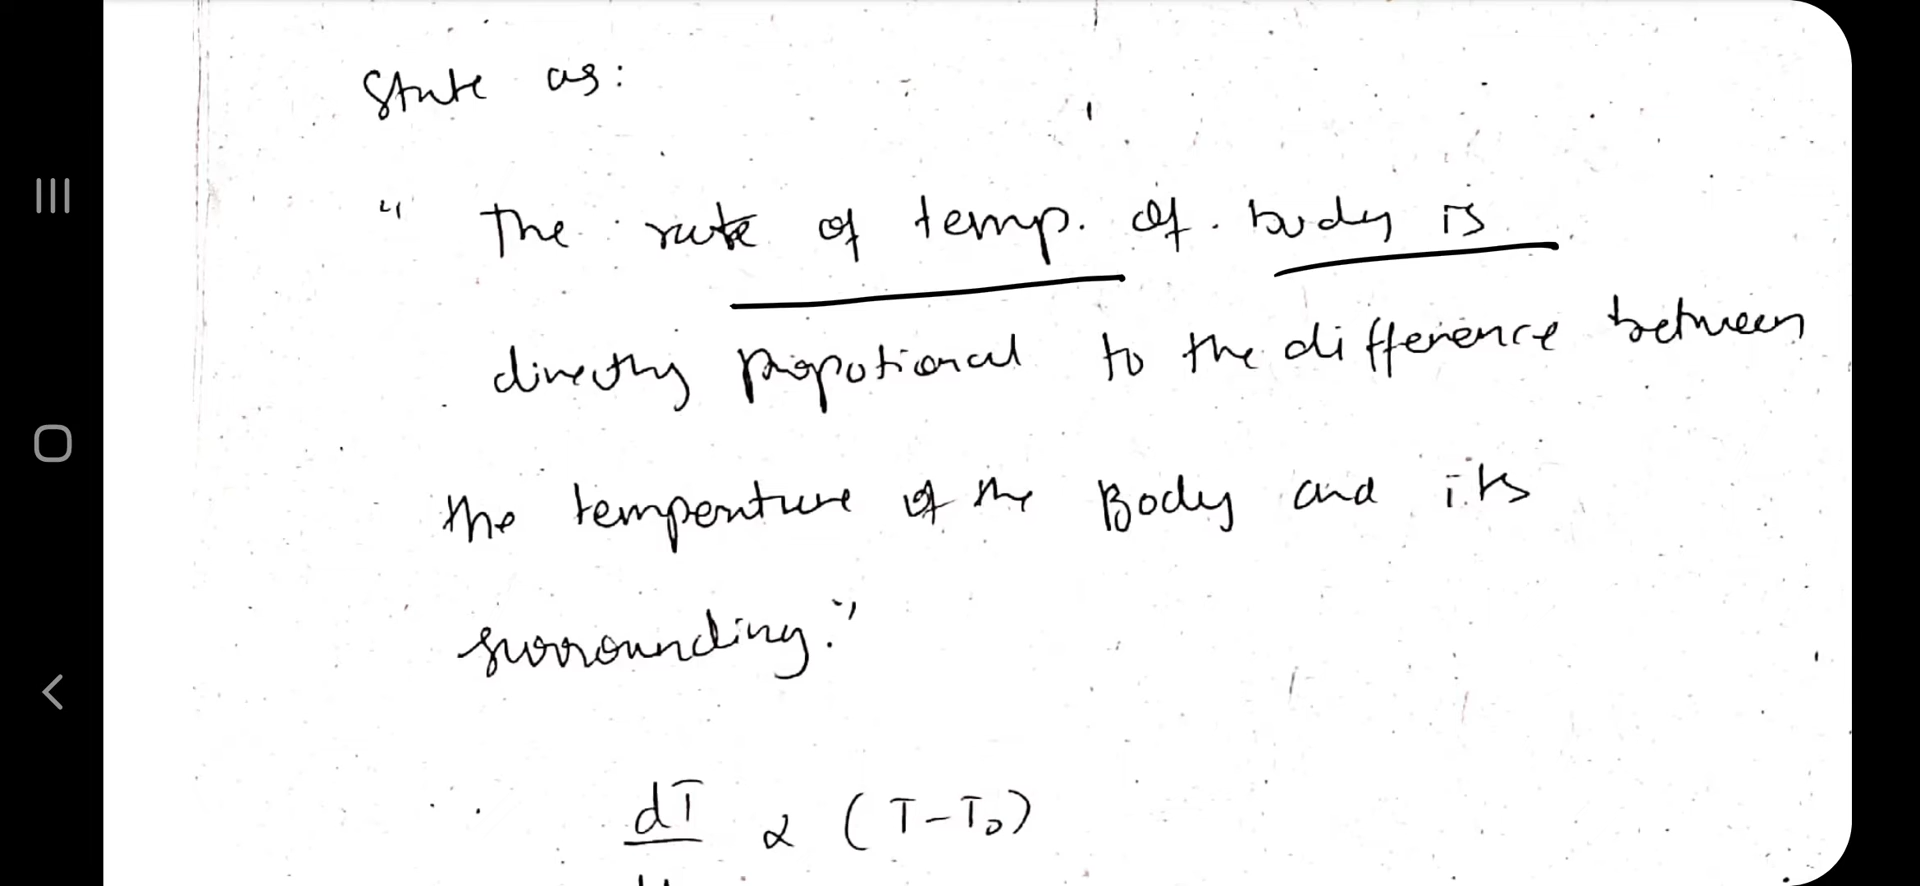 State as:
" The rate of temp. of body is
directly propotional to the difference between
the temperature of the Body and its
surrounding."
dT ∝ (T-T₀)